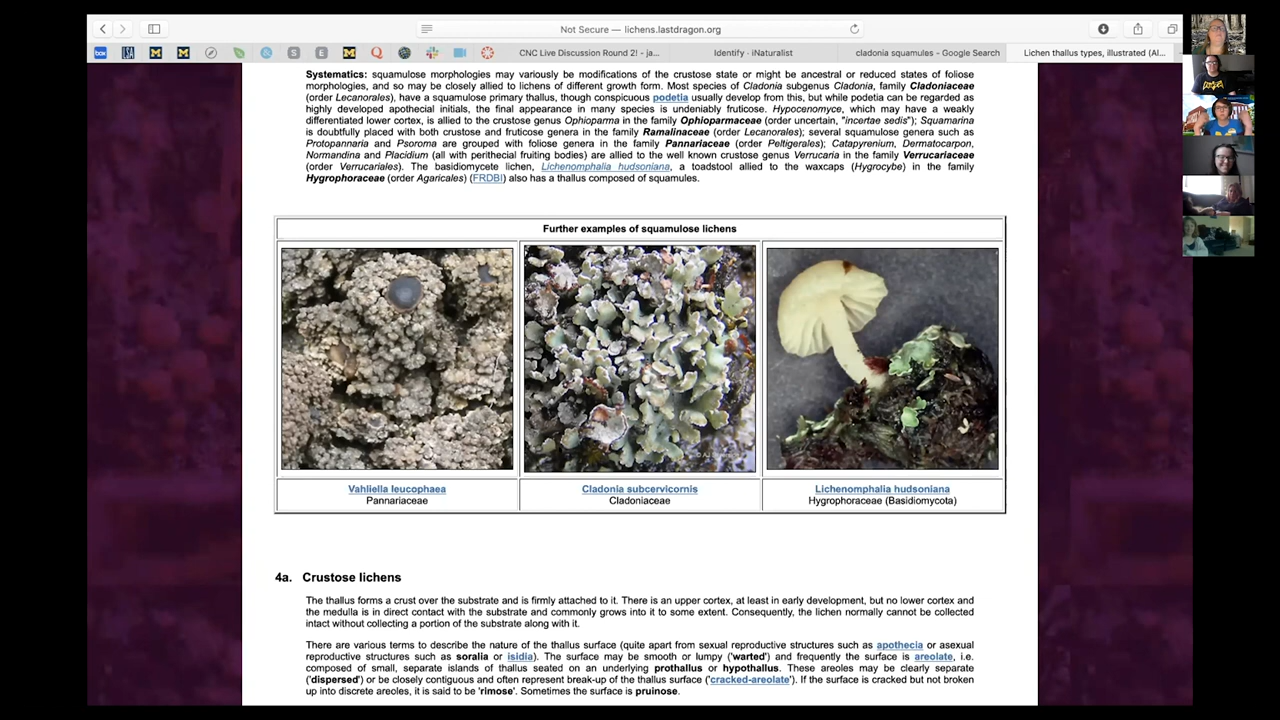 Not Secure — lichens.lastdragon.org
box LSA M M S E M Q CNC Live Discussion Round 2! - ja... Identify · iNaturalist cladonia squamules - Google Search Lichen thallus types, illustrated (Al...
Systematics: squamulose morphologies may variously be modifications of the crustose state or might be ancestral or reduced states of foliose
morphologies, and so may be closely allied to lichens of different growth form. Most species of Cladonia subgenus Cladonia, family Cladoniaceae
(order Lecanorales), have a squamulose primary thallus, though conspicuous podetia usually develop from this, but while podetia can be regarded as
highly developed apothecial initials, the final appearance in many species is undeniably fruticose. Hypocenomyce, which may have a weakly
differentiated lower cortex, is allied to the crustose genus Ophioparma in the family Ophioparmaceae (order uncertain, "incertae sedis"); Squamarina
is doubtfully placed with both crustose and fruticose genera in the family Ramalinaceae (order Lecanorales); several squamulose genera such as
Protopannaria and Psoroma are grouped with foliose genera in the family Pannariaceae (order Peltigerales); Catapyrenium, Dermatocarpon,
Normandina and Placidium (all with perithecial fruiting bodies) are allied to the well known crustose genus Verrucaria in the family Verrucariaceae
(order Verrucariales). The basidiomycete lichen, Lichenomphalia hudsoniana, a toadstool allied to the waxcaps (Hygrocybe) in the family
Hygrophoraceae (order Agaricales) (FRDBI) also has a thallus composed of squamules.
Further examples of squamulose lichens
Vahliella leucophaea
Pannariaceae
Cladonia subcervicornis
Cladoniaceae
Lichenomphalia hudsoniana
Hygrophoraceae (Basidiomycota)
4a. Crustose lichens
The thallus forms a crust over the substrate and is firmly attached to it. There is an upper cortex, at least in early development, but no lower cortex and
the medulla is in direct contact with the substrate and commonly grows into it to some extent. Consequently, the lichen normally cannot be collected
intact without collecting a portion of the substrate along with it.
There are various terms to describe the nature of the thallus surface (quite apart from sexual reproductive structures such as apothecia or asexual
reproductive structures such as soralia or isidia). The surface may be smooth or lumpy ('warted') and frequently the surface is areolate, i.e.
composed of small, separate islands of thallus seated on an underlying prothallus or hypothallus. These areoles may be clearly separate
('dispersed') or be closely contiguous and often represent break-up of the thallus surface ('cracked-areolate'). If the surface is cracked but not broken
up into discrete areoles, it is said to be 'rimose'. Sometimes the surface is pruinose.